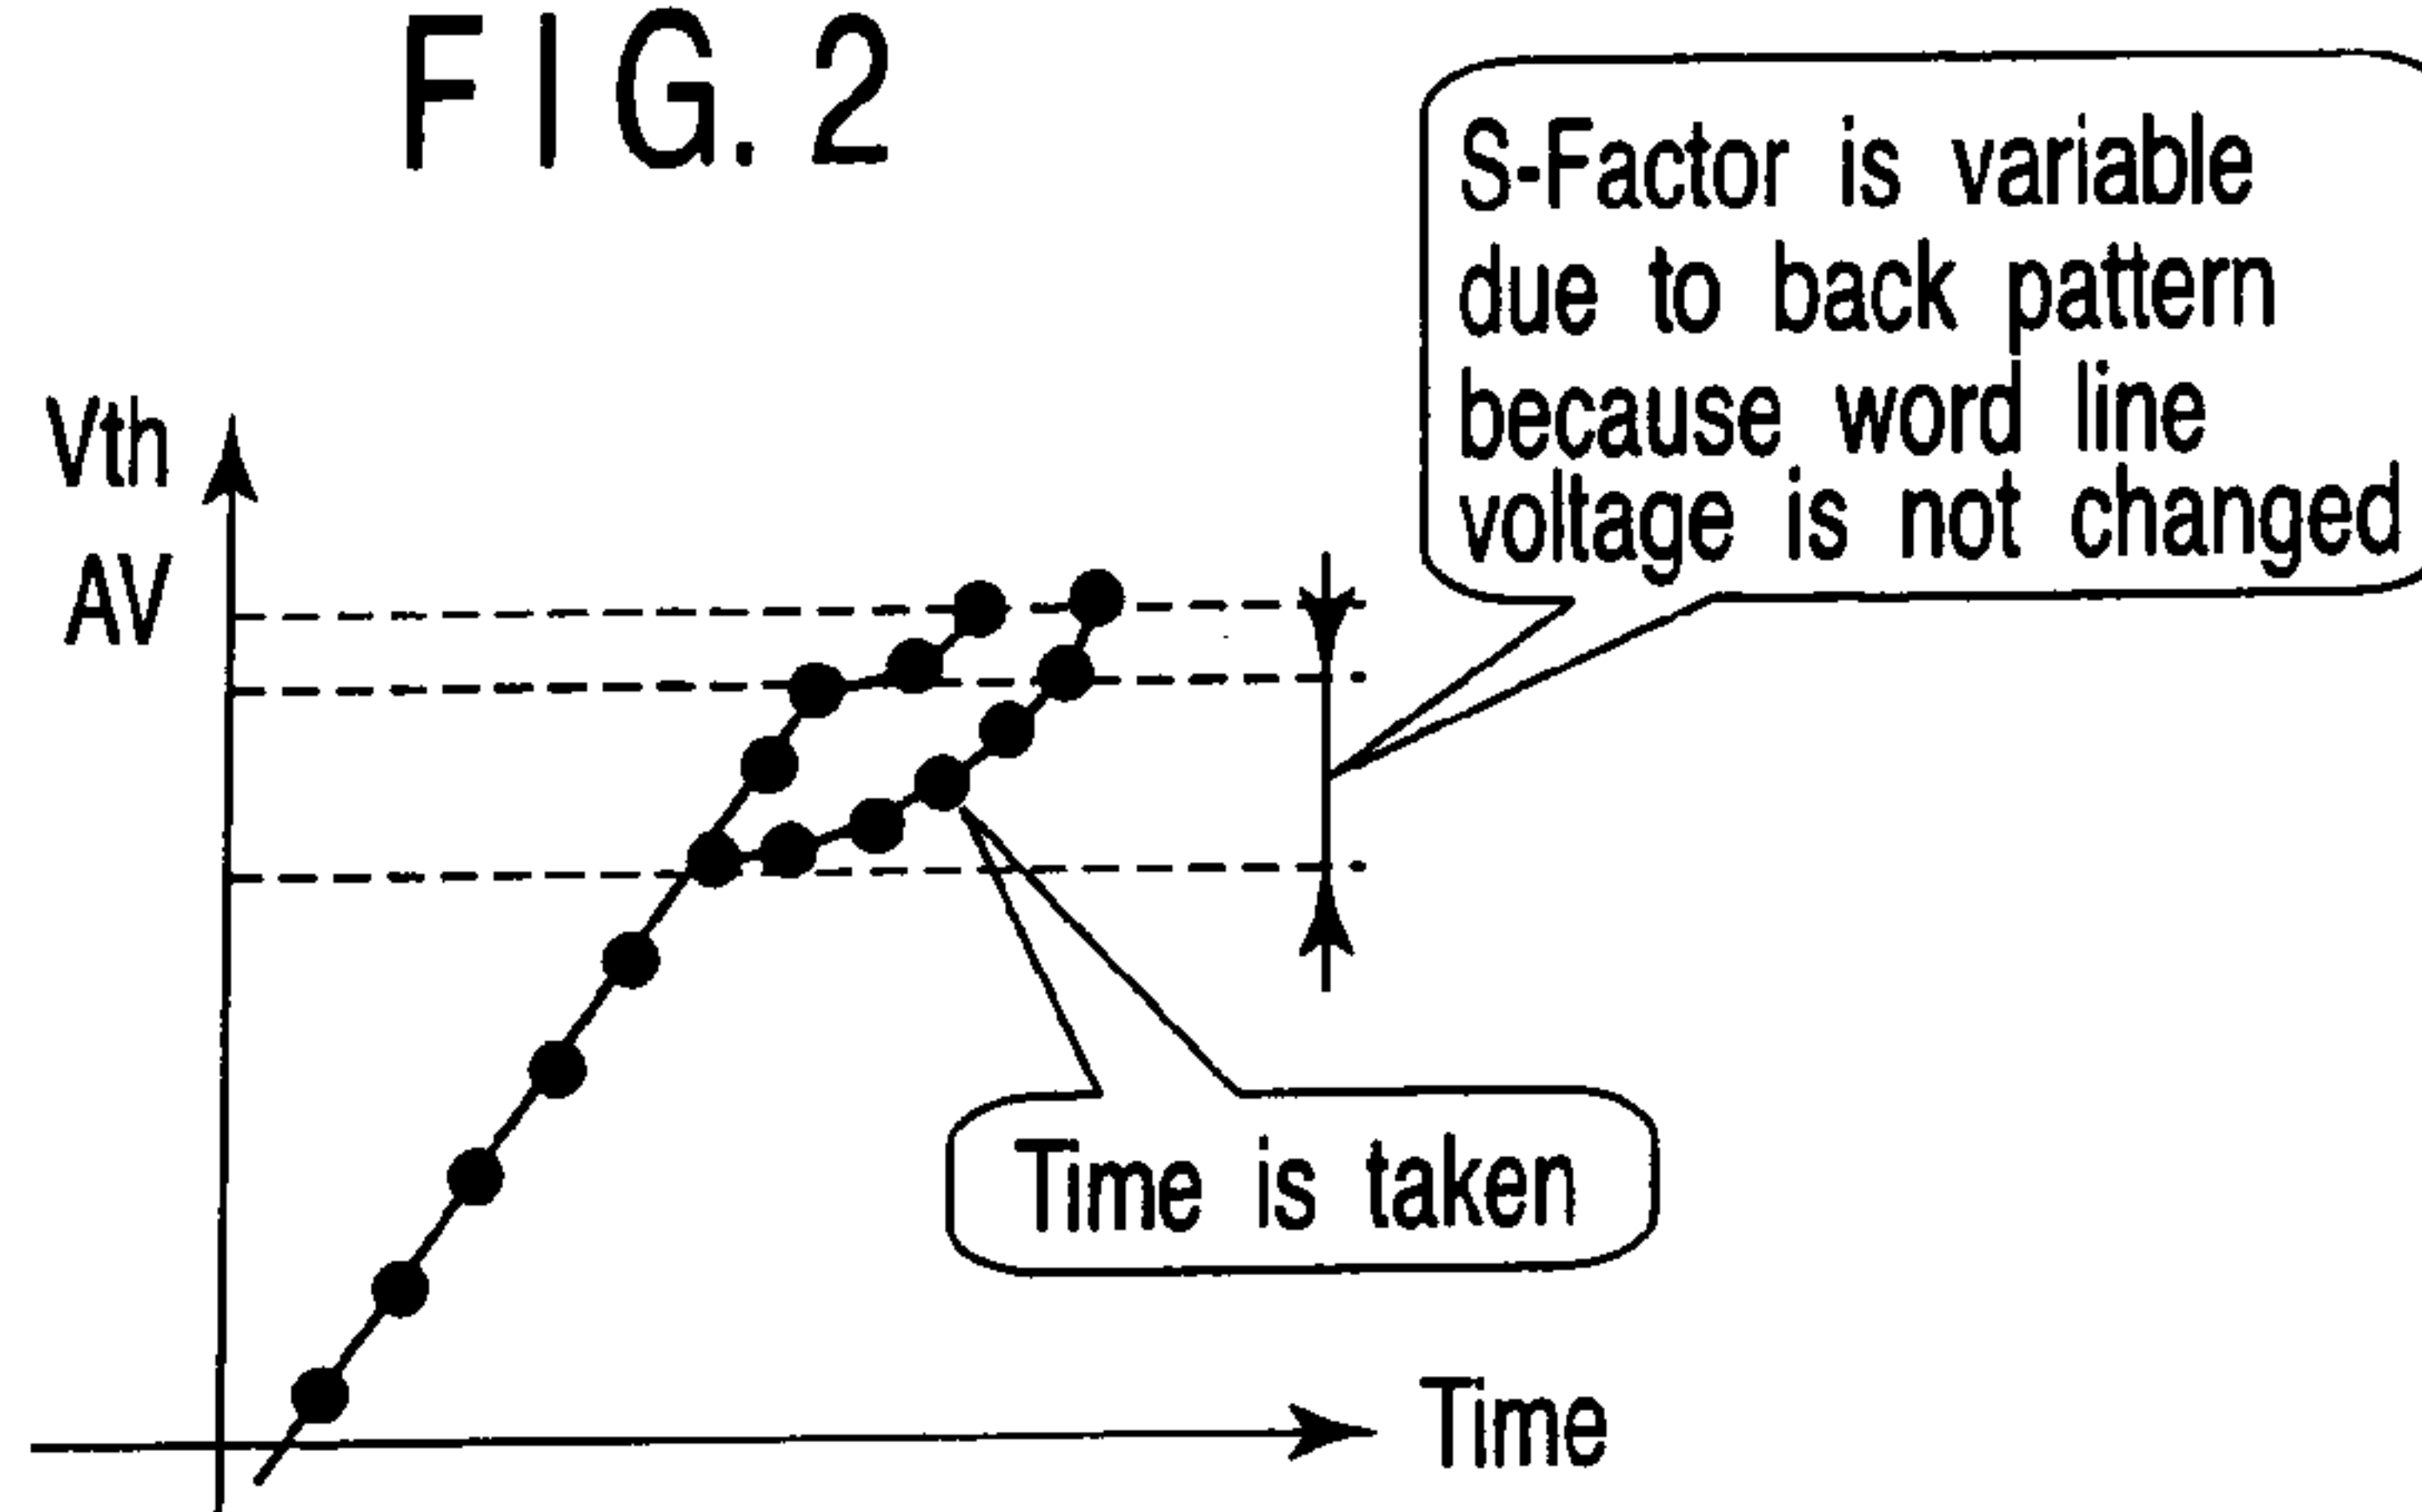 FIG. 2
S-Factor is variable
due to back pattern
because word line
voltage is not changed
Vth
AV
Time is taken
Time